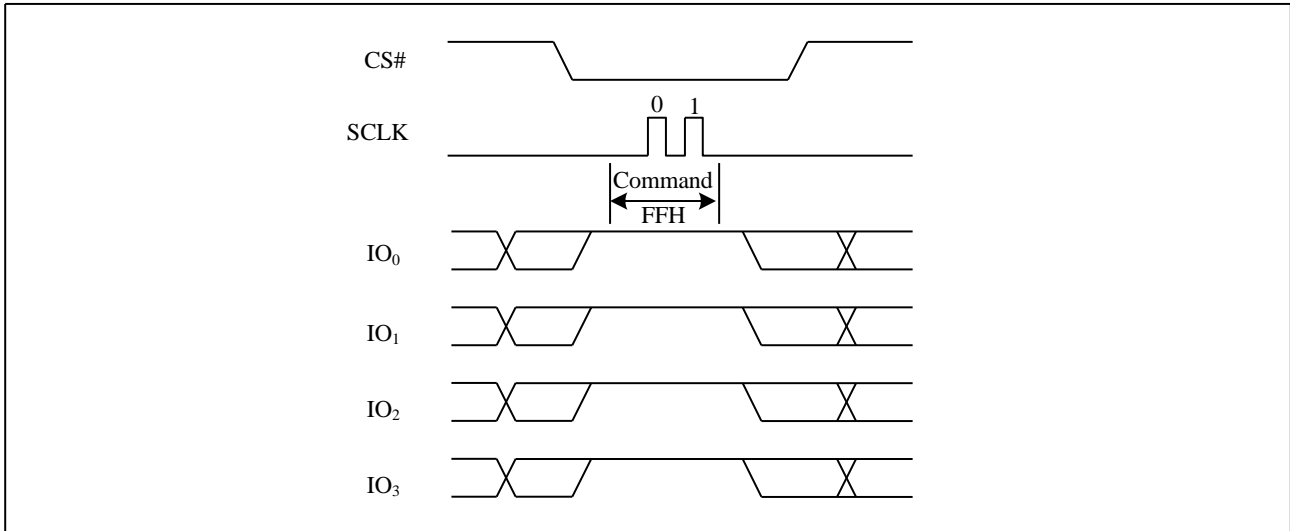 CS#
0 1
SCLK
Command
FFH
IO₀
IO₁
IO₂
IO₃